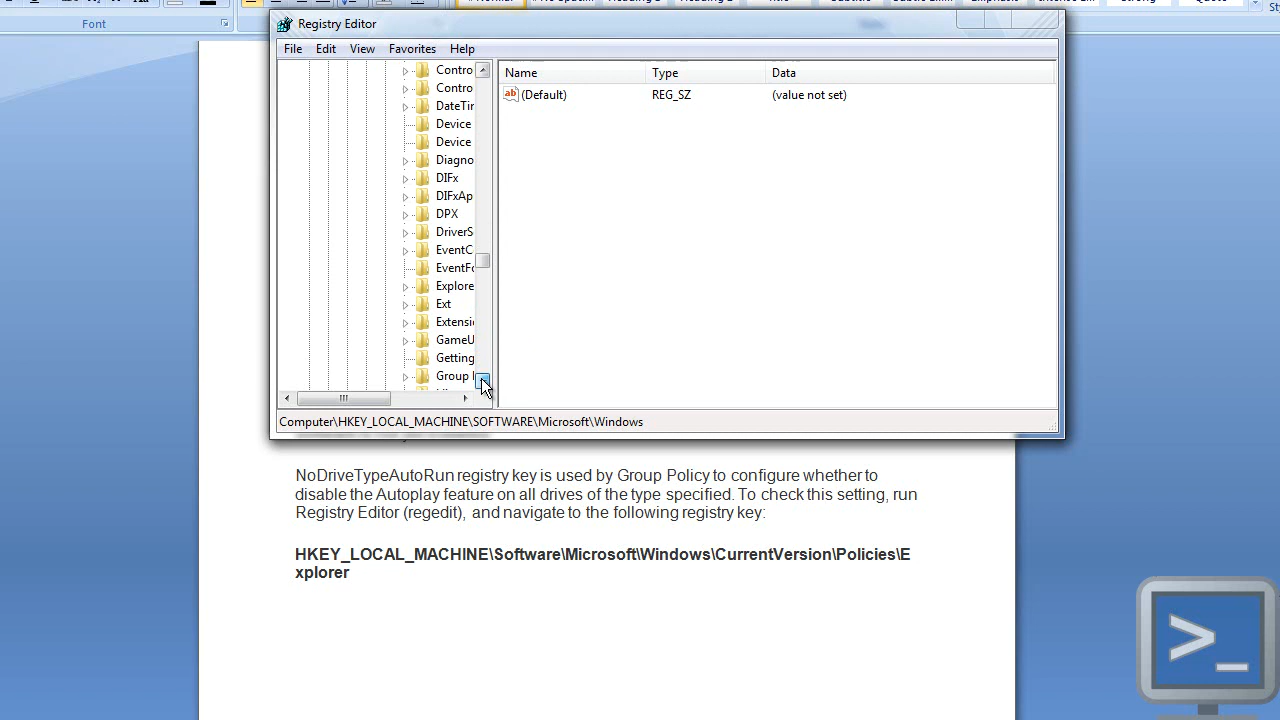 Font
Registry Editor
File Edit View Favorites Help
Name Type Data
(Default) REG_SZ (value not set)
Contro
Contro
DateTir
Device
Device
Diagno
DIFx
DIFxAp
DPX
DriverS
EventC
EventFo
Explore
Ext
Extensi
GameU
Getting
Group
Computer\HKEY_LOCAL_MACHINE\SOFTWARE\Microsoft\Windows
NoDriveTypeAutoRun registry key is used by Group Policy to configure whether to
disable the Autoplay feature on all drives of the type specified. To check this setting, run
Registry Editor (regedit), and navigate to the following registry key:
HKEY_LOCAL_MACHINE\Software\Microsoft\Windows\CurrentVersion\Policies\E
xplorer
>_